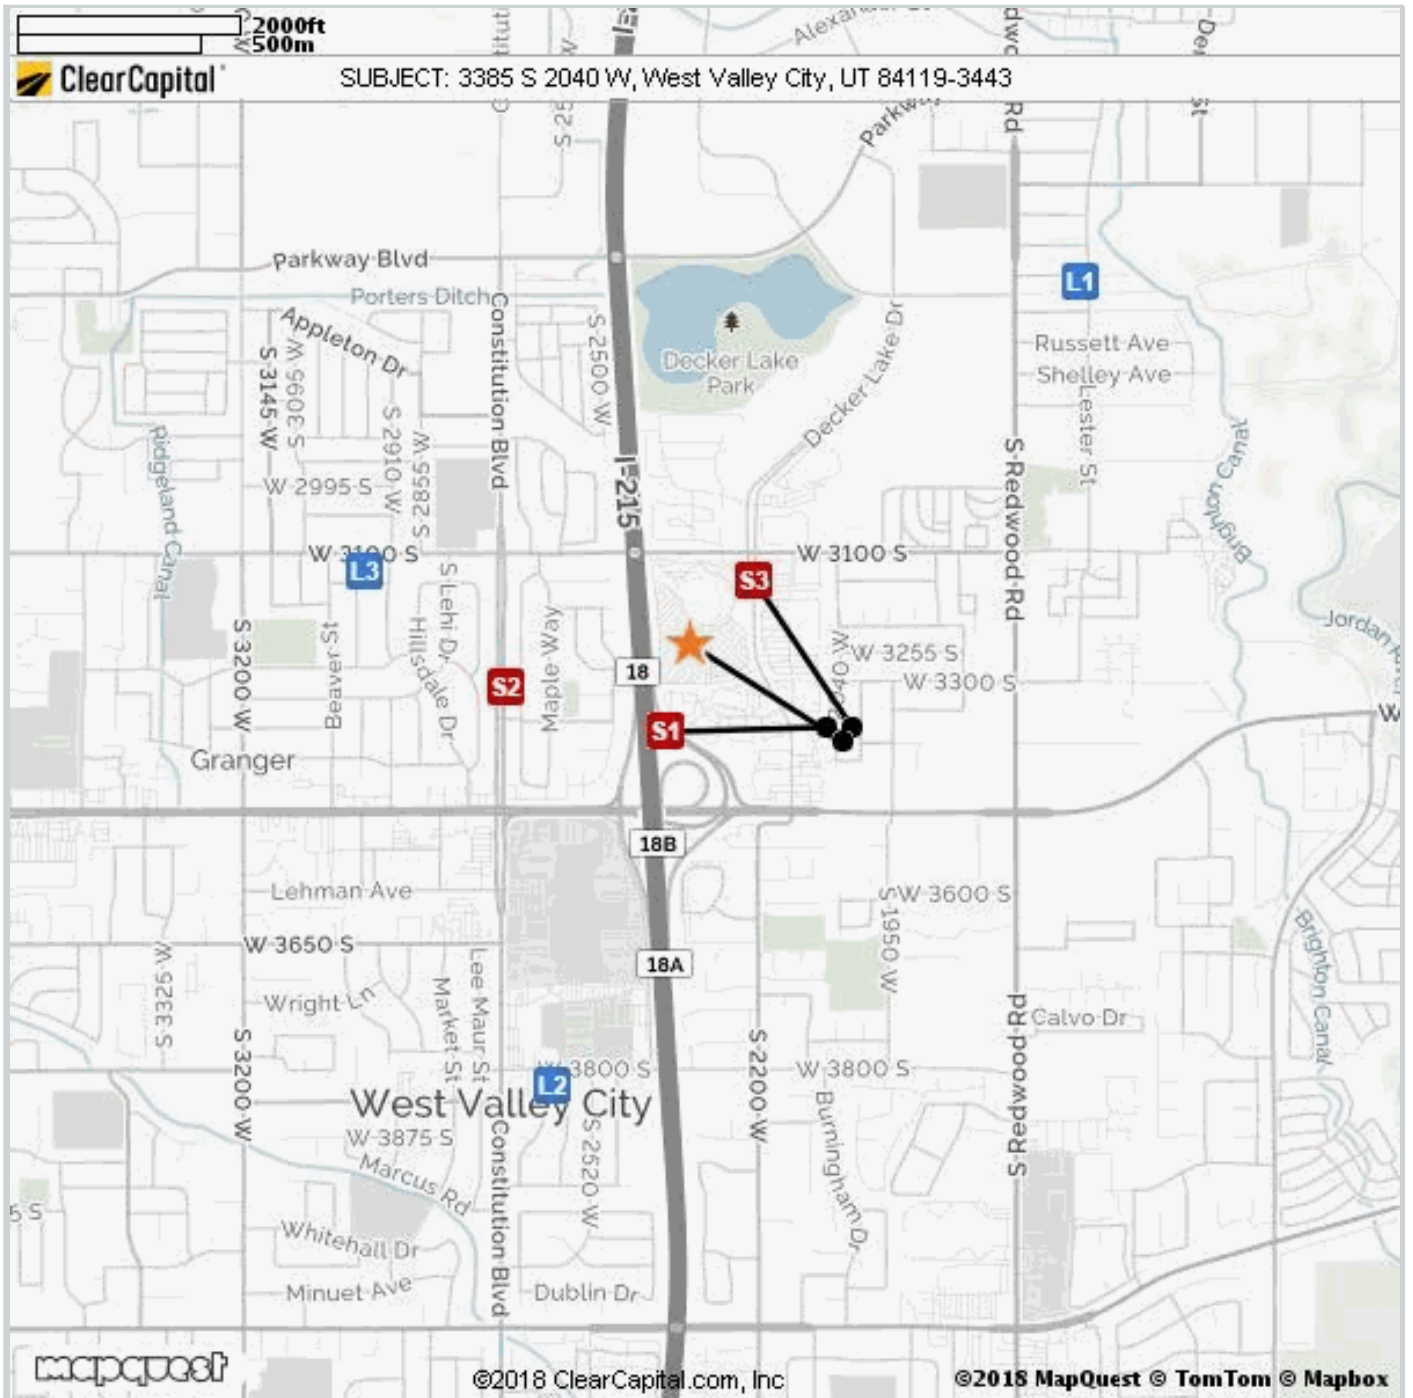 2000ft
500m
ClearCapital
SUBJECT: 3385 S 2040 W, West Valley City, UT 84119-3443
Parkway Blvd
Porters Ditch
L1
Appleton Dr
Constitution Blvd
S 2500 W
Decker Lake
Park
Decker Lake Dr
Russett Ave
Shelley Ave
Lester St
S 3145 W
S 3095 W
S 2910 W
S 2855 W
Ridgeland Canal
W 2995 S
I-215
S Redwood Rd
Brighton Canal
W 3100 S
W 3100 S
L3
S3
S Lehi Dr
Hillsdale Dr
Maple Way
Beaver St
S 3200 W
W 3255 S
W 3300 S
Jordan
18
S2
S1
Granger
18B
Lehman Ave
W 3600 S
S 1950 W
W 3650 S
18A
S 3325 W
Wright Ln
Market St
Lee Maur St
Calvo Dr
Brighton Canal
S Redwood Rd
S 3200 W
S 2200 W
W 3800 S
W 3800 S
L2
West Valley City
W 3875 S
S 2520 W
Burningham Dr
Marcus Rd
Constitution Blvd
Whitehall Dr
Minuet Ave
Dublin Dr
mapquest
©2018 ClearCapital.com, Inc
©2018 MapQuest © TomTom © Mapbox